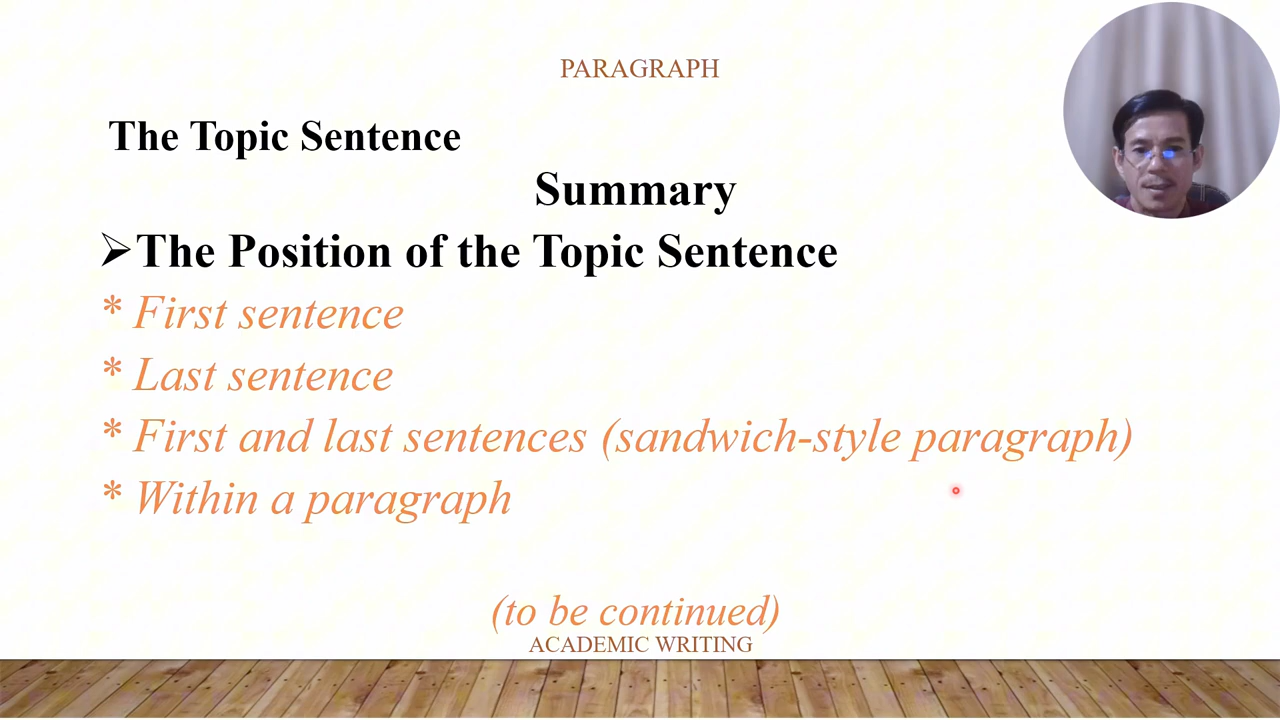 PARAGRAPH
The Topic Sentence
Summary
➢The Position of the Topic Sentence
* First sentence
* Last sentence
* First and last sentences (sandwich-style paragraph)
* Within a paragraph
(to be continued)
ACADEMIC WRITING